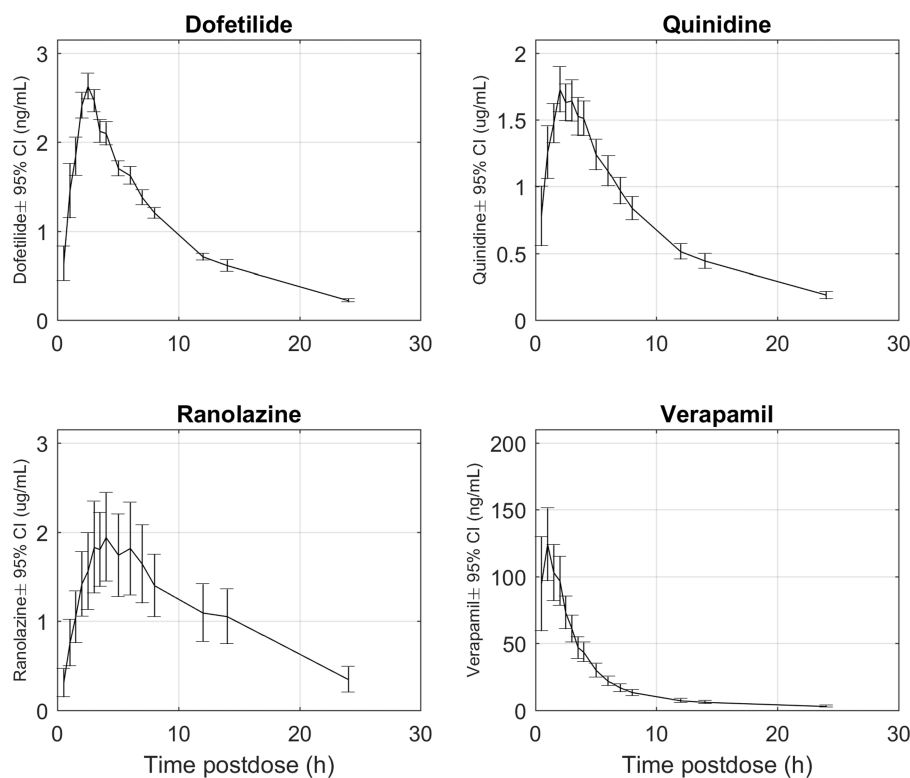 Dofetilide
Dofetilide± 95% CI (ng/mL)
3
2
1
0
0 10 20 30
Quinidine
Quinidine± 95% CI (ug/mL)
2
1.5
1
0.5
0
0 10 20 30
Ranolazine
Ranolazine± 95% CI (ug/mL)
3
2
1
0
0 10 20 30
Time postdose (h)
Verapamil
Verapamil± 95% CI (ng/mL)
200
150
100
50
0
0 10 20 30
Time postdose (h)